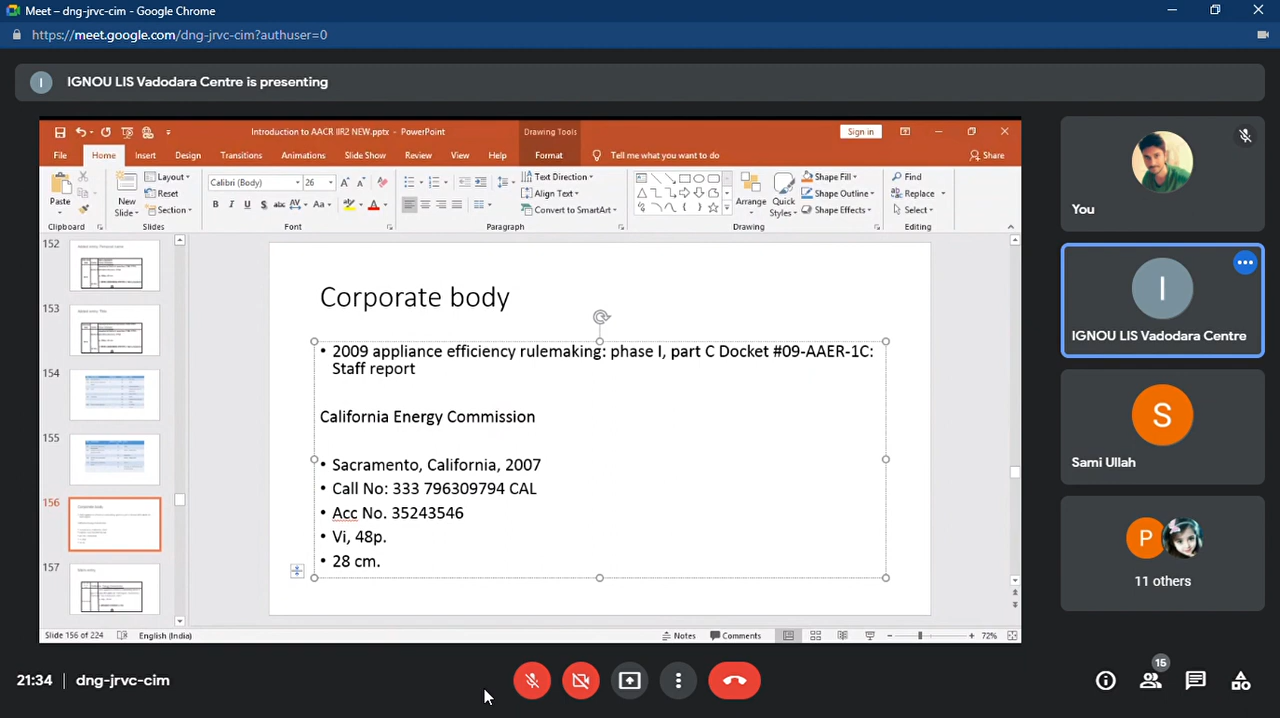 Meet – dng-jrvc-cim - Google Chrome
https://meet.google.com/dng-jrvc-cim?authuser=0
I IGNOU LIS Vadodara Centre is presenting
Introduction to AACR IIR2 NEW.pptx - PowerPoint
Drawing Tools
Sign in
File Home Insert Design Transitions Animations Slide Show Review View Help Format Tell me what you want to do Share
Paste
Clipboard
New Slide
Layout
Reset
Section
Slides
Calibri (Body) 26
Font
Text Direction
Align Text
Convert to SmartArt
Paragraph
Arrange
Quick Styles
Shape Fill
Shape Outline
Shape Effects
Drawing
Find
Replace
Select
Editing
152
153
154
155
156
157
Corporate body
• 2009 appliance efficiency rulemaking: phase I, part C Docket #09-AAER-1C:
Staff report
California Energy Commission
• Sacramento, California, 2007
• Call No: 333 796309794 CAL
• Acc No. 35243546
• Vi, 48p.
• 28 cm.
Slide 156 of 224 English (India) Notes Comments 72%
You
I
IGNOU LIS Vadodara Centre
S
Sami Ullah
P
11 others
21:34 dng-jrvc-cim
15